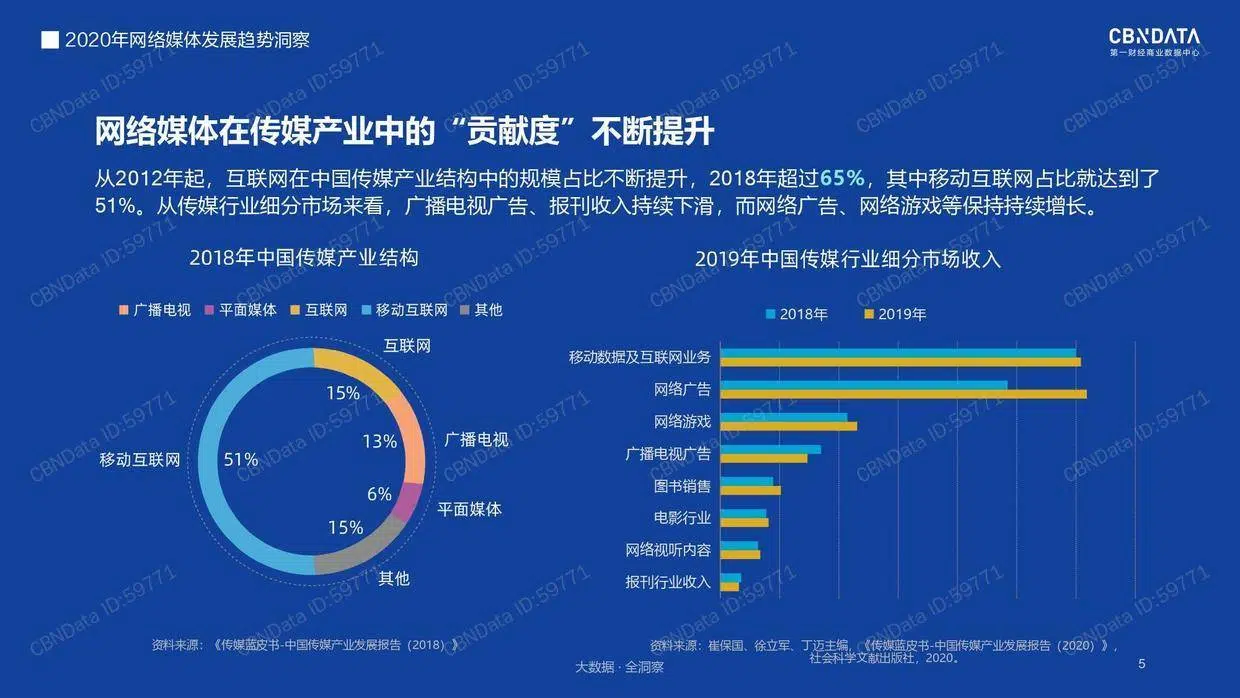 2020年网络媒体发展趋势洞察
CBNDATA
第一财经商业数据中心
网络媒体在传媒产业中的“贡献度”不断提升
从2012年起，互联网在中国传媒产业结构中的规模占比不断提升，2018年超过65%，其中移动互联网占比就达到了
51%。从传媒行业细分市场来看，广播电视广告、报刊收入持续下滑，而网络广告、网络游戏等保持持续增长。
2018年中国传媒产业结构
广播电视 平面媒体 互联网 移动互联网 其他
互联网
15%
13%
广播电视
移动互联网
51%
6%
平面媒体
15%
其他
资料来源：《传媒蓝皮书-中国传媒产业发展报告（2018）》
2019年中国传媒行业细分市场收入
2018年 2019年
移动数据及互联网业务
网络广告
网络游戏
广播电视广告
图书销售
电影行业
网络视听内容
报刊行业收入
资料来源：崔保国、徐立军、丁迈主编，《传媒蓝皮书-中国传媒产业发展报告（2020）》，
社会科学文献出版社，2020。
大数据·全洞察
5
CBNData ID:59771